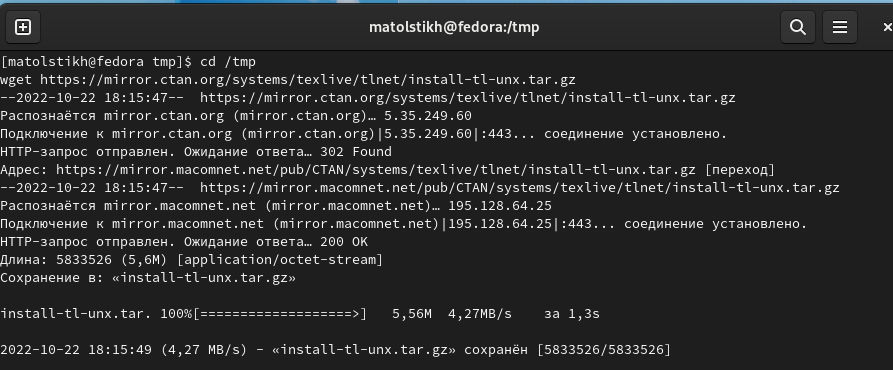 matolstikh@fedora:/tmp
[matolstikh@fedora tmp]$ cd /tmp
wget https://mirror.ctan.org/systems/texlive/tlnet/install-tl-unx.tar.gz
--2022-10-22 18:15:47-- https://mirror.ctan.org/systems/texlive/tlnet/install-tl-unx.tar.gz
Распознаётся mirror.ctan.org (mirror.ctan.org)… 5.35.249.60
Подключение к mirror.ctan.org (mirror.ctan.org)|5.35.249.60|:443... соединение установлено.
HTTP-запрос отправлен. Ожидание ответа… 302 Found
Адрес: https://mirror.macomnet.net/pub/CTAN/systems/texlive/tlnet/install-tl-unx.tar.gz [переход]
--2022-10-22 18:15:47-- https://mirror.macomnet.net/pub/CTAN/systems/texlive/tlnet/install-tl-unx.tar.gz
Распознаётся mirror.macomnet.net (mirror.macomnet.net)… 195.128.64.25
Подключение к mirror.macomnet.net (mirror.macomnet.net)|195.128.64.25|:443... соединение установлено.
HTTP-запрос отправлен. Ожидание ответа… 200 OK
Длина: 5833526 (5,6M) [application/octet-stream]
Сохранение в: «install-tl-unx.tar.gz»
install-tl-unx.tar. 100%[===================>] 5,56M 4,27MB/s за 1,3s
2022-10-22 18:15:49 (4,27 MB/s) - «install-tl-unx.tar.gz» сохранён [5833526/5833526]